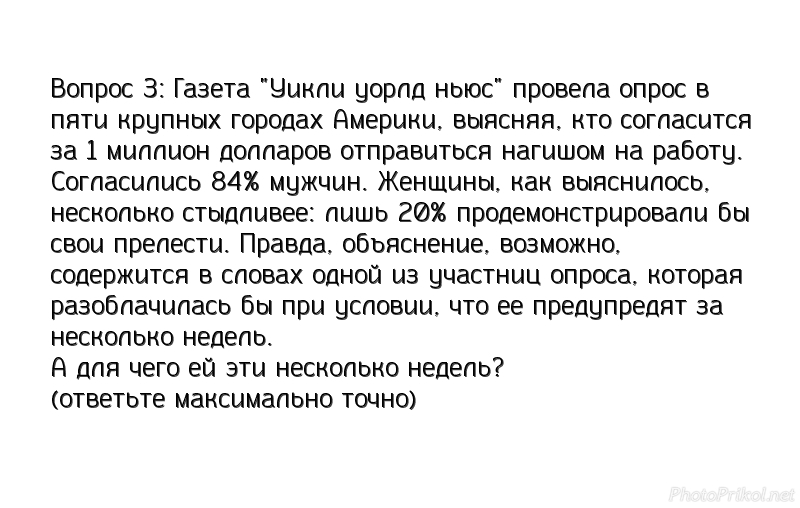 Вопрос 3: Газета "Уикли уорлд ньюс" провела опрос в
пяти крупных городах Америки, выясняя, кто согласится
за 1 миллион долларов отправиться нагишом на работу.
Согласились 84% мужчин. Женщины, как выяснилось,
несколько стыдливее: лишь 20% продемонстрировали бы
свои прелести. Правда, объяснение, возможно,
содержится в словах одной из участниц опроса, которая
разоблачилась бы при условии, что ее предупредят за
несколько недель.
А для чего ей эти несколько недель?
(ответьте максимально точно)
PhotoPrikol.net